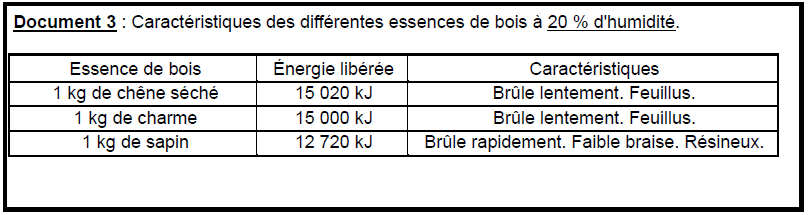 Document 3 : Caractéristiques des différentes essences de bois à 20 % d'humidité.
Essence de bois Énergie libérée Caractéristiques
1 kg de chêne séché 15 020 kJ Brûle lentement. Feuillus.
1 kg de charme 15 000 kJ Brûle lentement. Feuillus.
1 kg de sapin 12 720 kJ Brûle rapidement. Faible braise. Résineux.